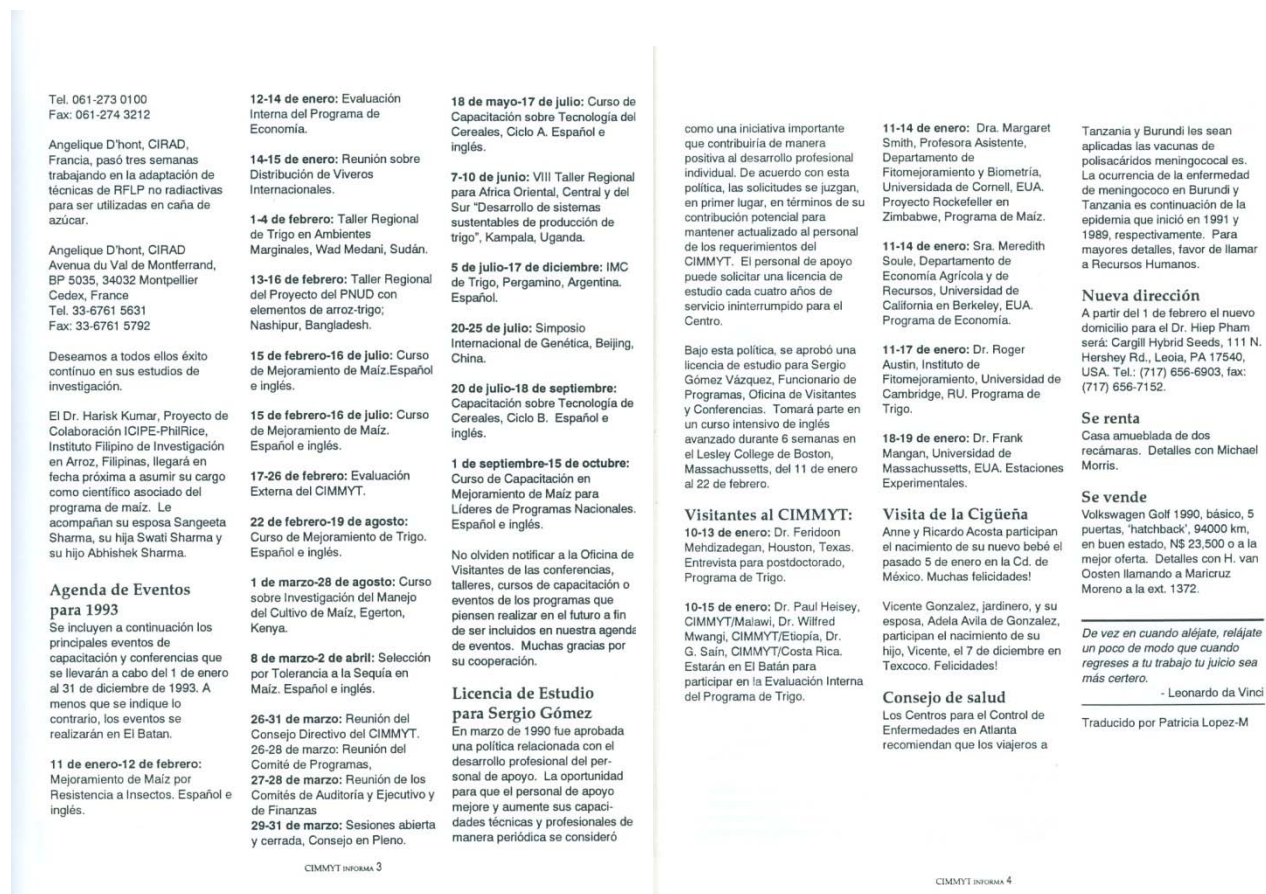 Tel. 061-273 0100
Fax: 061-274 3212
Angelique D'hont, CIRAD,
Francia, pasó tres semanas
trabajando en la adaptación de
técnicas de RFLP no radiactivas
para ser utilizadas en caña de
azúcar.
Angelique D'hont, CIRAD
Avenua du Val de Montferrand,
BP 5035, 34032 Montpellier
Cedex, France
Tel. 33-6761 5631
Fax: 33-6761 5792
Deseamos a todos ellos éxito
contínuo en sus estudios de
investigación.
El Dr. Harisk Kumar, Proyecto de
Colaboración ICIPE-PhilRice,
Instituto Filipino de Investigación
en Arroz, Filipinas, llegará en
fecha próxima a asumir su cargo
como científico asociado del
programa de maíz. Le
acompañan su esposa Sangeeta
Sharma, su hija Swati Sharma y
su hijo Abhishek Sharma.
Agenda de Eventos
para 1993
Se incluyen a continuación los
principales eventos de
capacitación y conferencias que
se llevarán a cabo del 1 de enero
al 31 de diciembre de 1993. A
menos que se indique lo
contrario, los eventos se
realizarán en El Batan.
11 de enero-12 de febrero:
Mejoramiento de Maíz por
Resistencia a Insectos. Español e
inglés.
12-14 de enero: Evaluación
Interna del Programa de
Economía.
14-15 de enero: Reunión sobre
Distribución de Viveros
Internacionales.
1-4 de febrero: Taller Regional
de Trigo en Ambientes
Marginales, Wad Medani, Sudán.
13-16 de febrero: Taller Regional
del Proyecto del PNUD con
elementos de arroz-trigo;
Nashipur, Bangladesh.
15 de febrero-16 de julio: Curso
de Mejoramiento de Maíz.Español
e inglés.
15 de febrero-16 de julio: Curso
de Mejoramiento de Maíz.
Español e inglés.
17-26 de febrero: Evaluación
Externa del CIMMYT.
22 de febrero-19 de agosto:
Curso de Mejoramiento de Trigo.
Español e inglés.
1 de marzo-28 de agosto: Curso
sobre Investigación del Manejo
del Cultivo de Maíz, Egerton,
Kenya.
8 de marzo-2 de abril: Selección
por Tolerancia a la Sequía en
Maíz. Español e inglés.
26-31 de marzo: Reunión del
Consejo Directivo del CIMMYT.
26-28 de marzo: Reunión del
Comité de Programas,
27-28 de marzo: Reunión de los
Comités de Auditoría y Ejecutivo y
de Finanzas
29-31 de marzo: Sesiones abierta
y cerrada, Consejo en Pleno.
18 de mayo-17 de julio: Curso de
Capacitación sobre Tecnología del
Cereales, Ciclo A. Español e
inglés.
7-10 de junio: VIII Taller Regional
para Africa Oriental, Central y del
Sur "Desarrollo de sistemas
sustentables de producción de
trigo", Kampala, Uganda.
5 de julio-17 de diciembre: IMC
de Trigo, Pergamino, Argentina.
Español.
20-25 de julio: Simposio
Internacional de Genética, Beijing,
China.
20 de julio-18 de septiembre:
Capacitación sobre Tecnología de
Cereales, Ciclo B. Español e
inglés.
1 de septiembre-15 de octubre:
Curso de Capacitación en
Mejoramiento de Maíz para
Líderes de Programas Nacionales.
Español e inglés.
No olviden notificar a la Oficina de
Visitantes de las conferencias,
talleres, cursos de capacitación o
eventos de los programas que
piensen realizar en el futuro a fin
de ser incluidos en nuestra agenda
de eventos. Muchas gracias por
su cooperación.
Licencia de Estudio
para Sergio Gómez
En marzo de 1990 fue aprobada
una política relacionada con el
desarrollo profesional del per-
sonal de apoyo. La oportunidad
para que el personal de apoyo
mejore y aumente sus capaci-
dades técnicas y profesionales de
manera periódica se consideró
CIMMYT INFORMA 3
como una iniciativa importante
que contribuiría de manera
positiva al desarrollo profesional
individual. De acuerdo con esta
política, las solicitudes se juzgan,
en primer lugar, en términos de su
contribución potencial para
mantener actualizado al personal
de los requerimientos del
CIMMYT. El personal de apoyo
puede solicitar una licencia de
estudio cada cuatro años de
servicio ininterrumpido para el
Centro.
Bajo esta política, se aprobó una
licencia de estudio para Sergio
Gómez Vázquez, Funcionario de
Programas, Oficina de Visitantes
y Conferencias. Tomará parte en
un curso intensivo de inglés
avanzado durante 6 semanas en
el Lesley College de Boston,
Massachussetts, del 11 de enero
al 22 de febrero.
Visitantes al CIMMYT:
10-13 de enero: Dr. Feridoon
Mehdizadegan, Houston, Texas.
Entrevista para postdoctorado,
Programa de Trigo.
10-15 de enero: Dr. Paul Heisey,
CIMMYT/Malawi, Dr. Wilfred
Mwangi, CIMMYT/Etiopía, Dr.
G. Saín, CIMMYT/Costa Rica.
Estarán en El Batán para
participar en la Evaluación Interna
del Programa de Trigo.
11-14 de enero: Dra. Margaret
Smith, Profesora Asistente,
Departamento de
Fitomejoramiento y Biometría,
Universidada de Cornell, EUA.
Proyecto Rockefeller en
Zimbabwe, Programa de Maíz.
11-14 de enero: Sra. Meredith
Soule, Departamento de
Economía Agrícola y de
Recursos, Universidad de
California en Berkeley, EUA.
Programa de Economía.
11-17 de enero: Dr. Roger
Austin, Instituto de
Fitomejoramiento, Universidad de
Cambridge, RU. Programa de
Trigo.
18-19 de enero: Dr. Frank
Mangan, Universidad de
Massachussetts, EUA. Estaciones
Experimentales.
Visita de la Cigüeña
Anne y Ricardo Acosta participan
el nacimiento de su nuevo bebé el
pasado 5 de enero en la Cd. de
México. Muchas felicidades!
Vicente Gonzalez, jardinero, y su
esposa, Adela Avila de Gonzalez,
participan el nacimiento de su
hijo, Vicente, el 7 de diciembre en
Texcoco. Felicidades!
Consejo de salud
Los Centros para el Control de
Enfermedades en Atlanta
recomiendan que los viajeros a
Tanzania y Burundi les sean
aplicadas las vacunas de
polisacáridos meningococal es.
La ocurrencia de la enfermedad
de meningococo en Burundi y
Tanzania es continuación de la
epidemia que inició en 1991 y
1989, respectivamente. Para
mayores detalles, favor de llamar
a Recursos Humanos.
Nueva dirección
A partir del 1 de febrero el nuevo
domicilio para el Dr. Hiep Pham
será: Cargill Hybrid Seeds, 111 N.
Hershey Rd., Leoia, PA 17540,
USA. Tel.: (717) 656-6903, fax:
(717) 656-7152.
Se renta
Casa amueblada de dos
recámaras. Detalles con Michael
Morris.
Se vende
Volkswagen Golf 1990, básico, 5
puertas, 'hatchback', 94000 km,
en buen estado, N$ 23,500 o a la
mejor oferta. Detalles con H. van
Oosten llamando a Maricruz
Moreno a la ext. 1372.
De vez en cuando aléjate, relájate
un poco de modo que cuando
regreses a tu trabajo tu juicio sea
más certero.
- Leonardo da Vinci
Traducido por Patricia Lopez-M
CIMMYT INFORMA 4